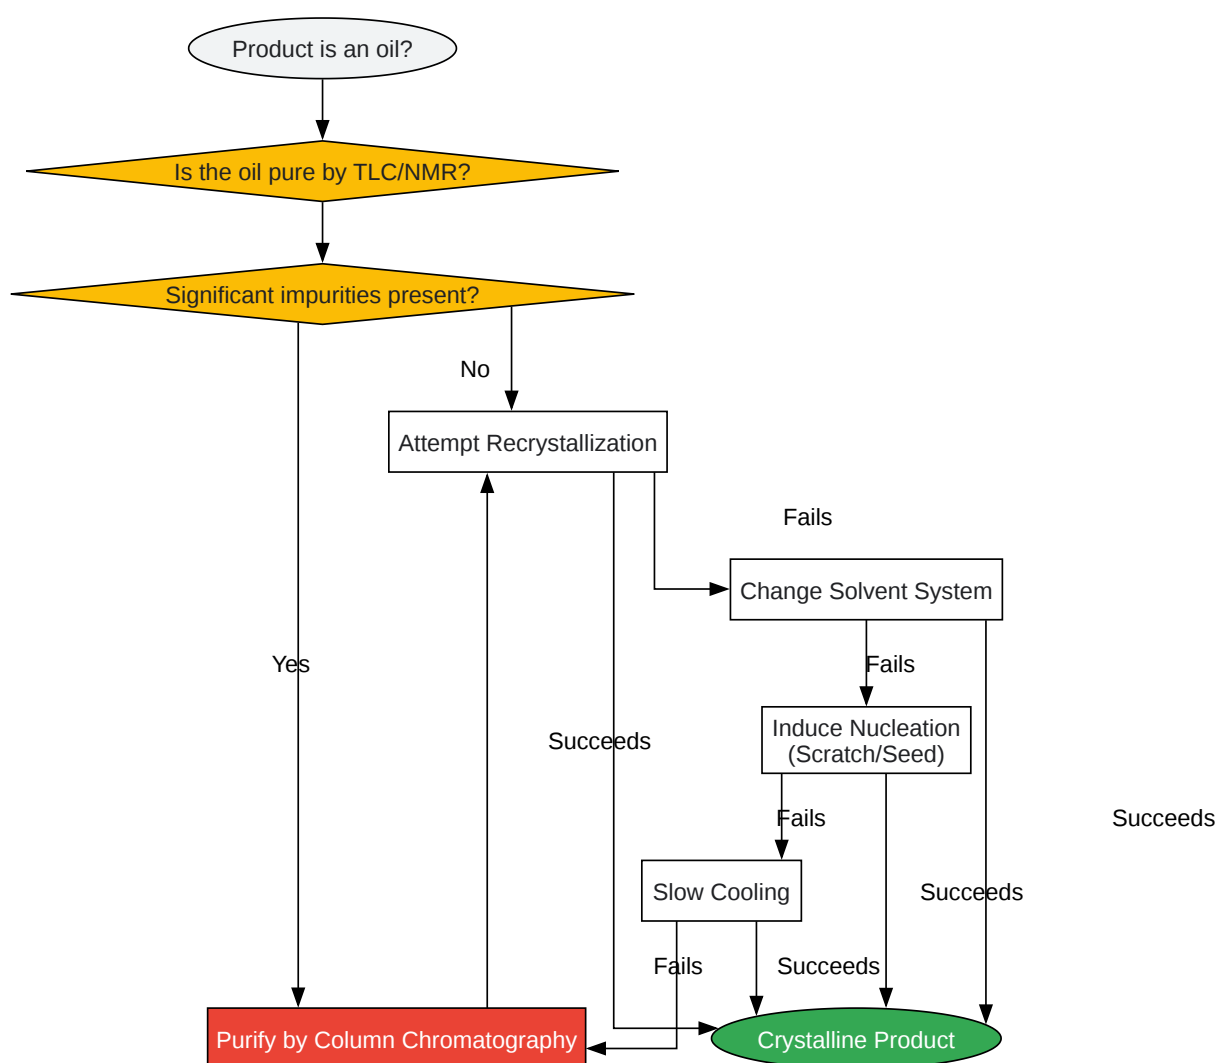 Product is an oil?
Is the oil pure by TLC/NMR?
Significant impurities present?
No
Attempt Recrystallization
Fails
Change Solvent System
Yes
Fails
Induce Nucleation
(Scratch/Seed)
Succeeds
Fails
Succeeds
Slow Cooling
Succeeds
Fails
Succeeds
Purify by Column Chromatography
Crystalline Product